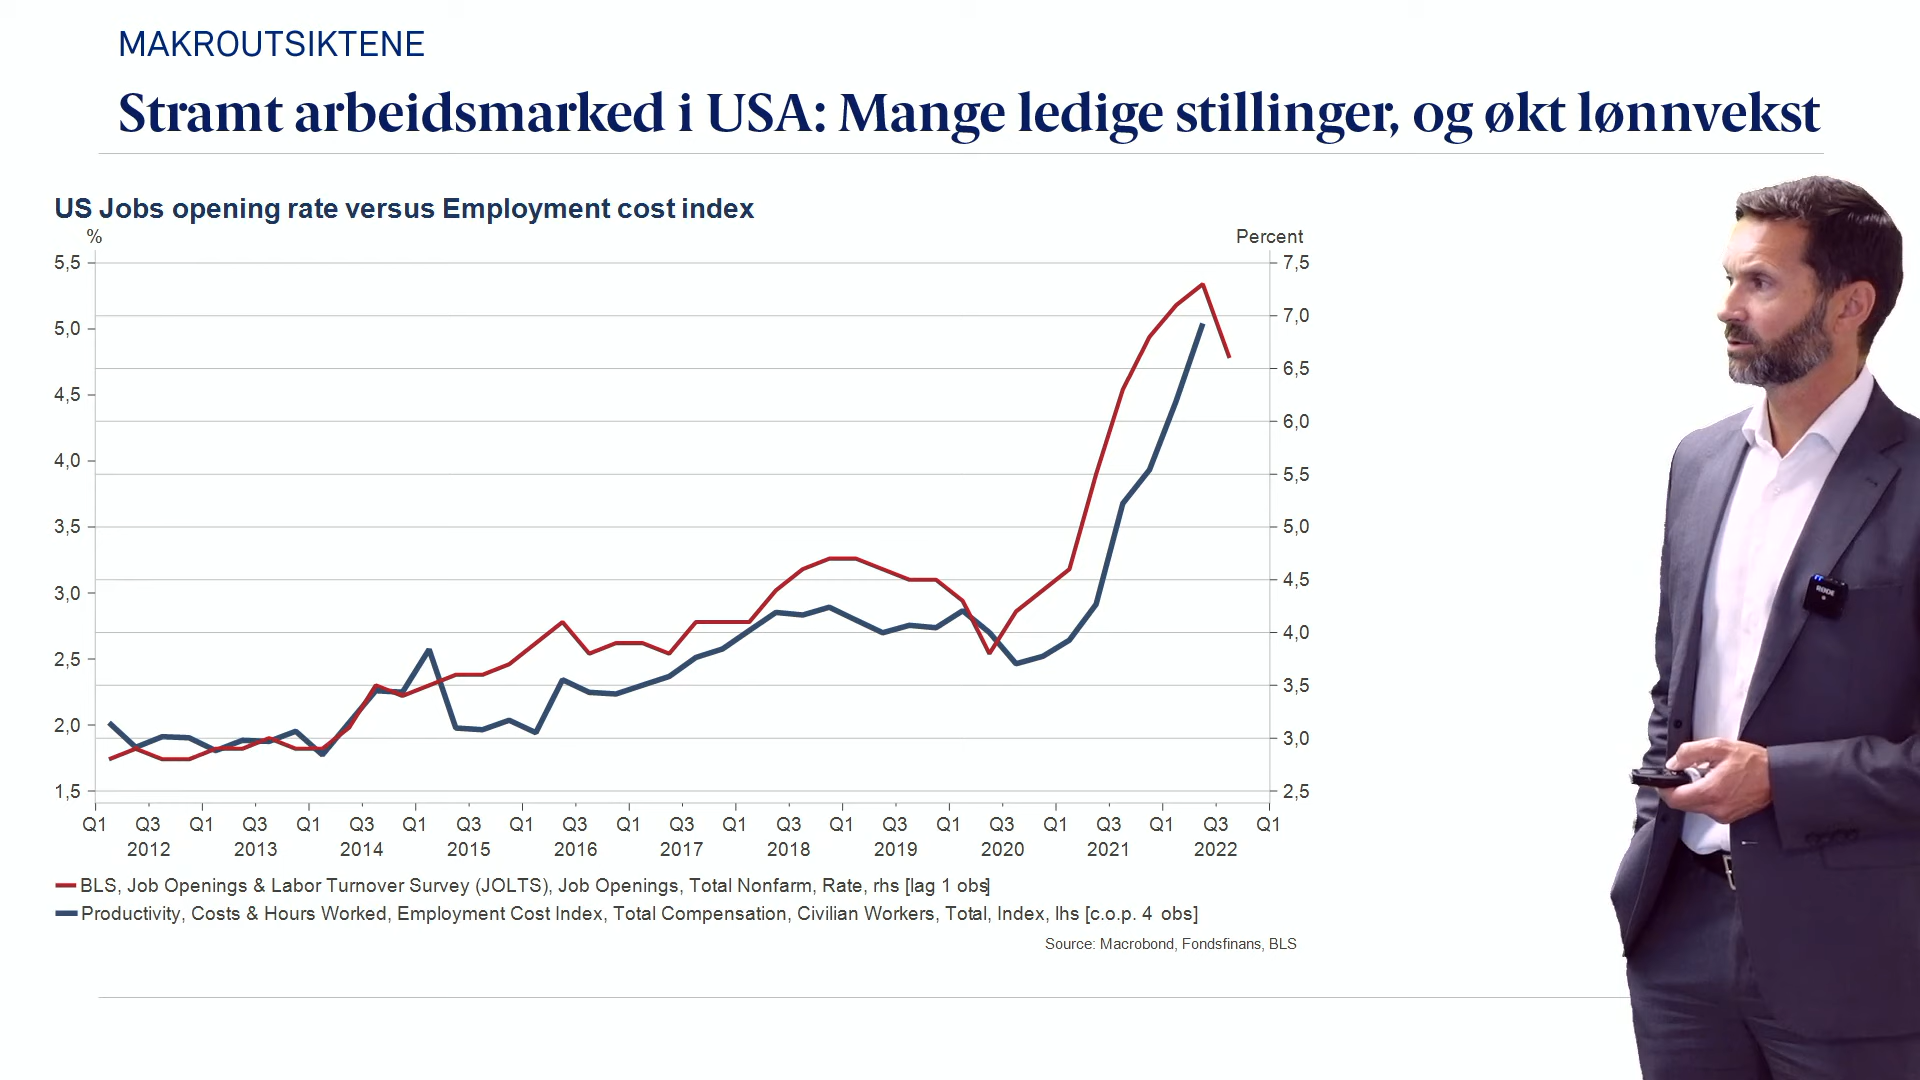 MAKROUTSIKTENE
Stramt arbeidsmarked i USA: Mange ledige stillinger, og økt lønnvekst
US Jobs opening rate versus Employment cost index
% Percent
5,5 7,5
5,0 7,0
4,5 6,5
4,0 6,0
3,5 5,5
3,0 5,0
2,5 4,5
2,0 4,0
1,5 3,5
3,0
2,5
Q1 Q3 Q1 Q3 Q1 Q3 Q1 Q3 Q1 Q3 Q1 Q3 Q1 Q3 Q1 Q3 Q1 Q3 Q1 Q3 Q1 Q3 Q1
2012 2013 2014 2015 2016 2017 2018 2019 2020 2021 2022
BLS, Job Openings & Labor Turnover Survey (JOLTS), Job Openings, Total Nonfarm, Rate, rhs [lag 1 obs]
Productivity, Costs & Hours Worked, Employment Cost Index, Total Compensation, Civilian Workers, Total, Index, lhs [c.o.p. 4 obs]
Source: Macrobond, Fondsfinans, BLS
RØDE